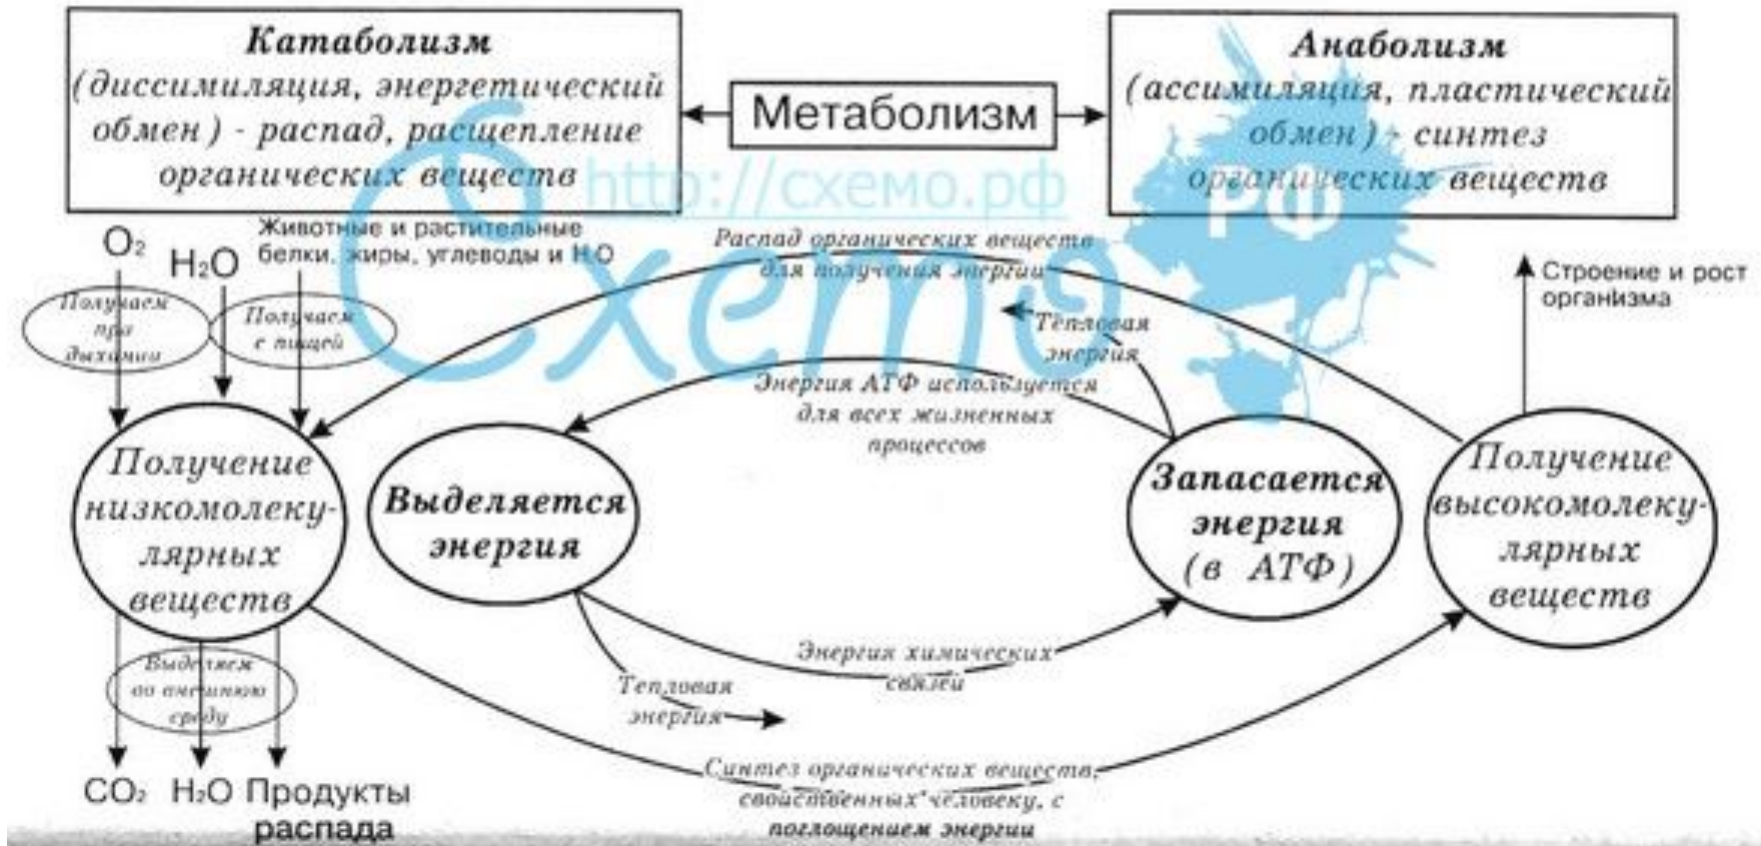 Катаболизм
(диссимиляция, энергетический
обмен) - распад, расщепление
органических веществ
Метаболизм
Анаболизм
(ассимиляция, пластический
обмен) - синтез
органических веществ
http://схемо.рф
Схемо
РФ
O₂
H₂O
Животные и растительные
белки, жиры, углеводы и H₂O
Получаем
при
дыхании
Получаем
с пищей
Распад органических веществ
для получения энергии
Тепловая
энергия
Строение и рост
организма
Энергия АТФ используется
для всех жизненных
процессов
Получение
низкомолеку-
лярных
веществ
Выделяется
энергия
Запасается
энергия
(в АТФ)
Получение
высокомолеку-
лярных
веществ
Выделяем
во внешнюю
среду
Тепловая
энергия
Энергия химических
связей
CO₂
H₂O
Продукты
распада
Синтез органических веществ,
свойственных человеку, с
поглощением энергии